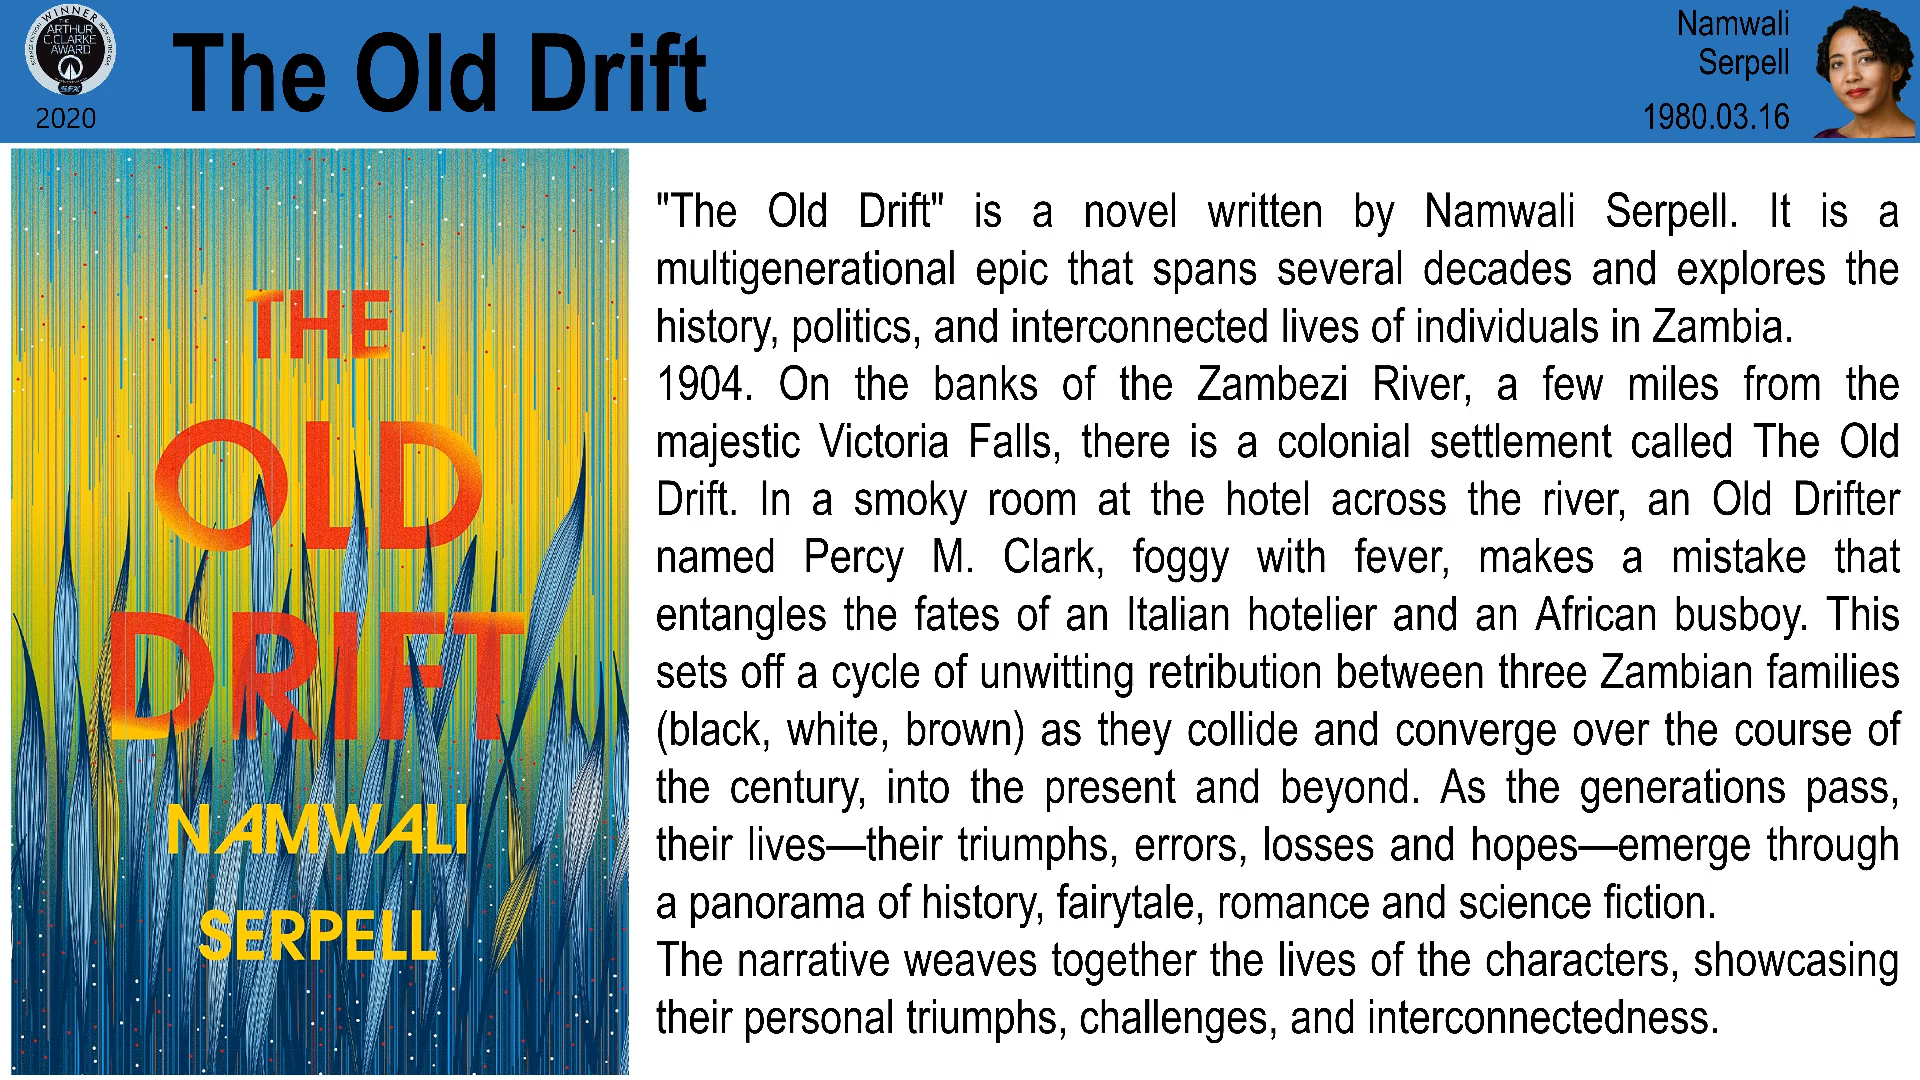 WINNER
THE
ARTHUR
C.CLARKE
AWARD
SFX
2020
The Old Drift
Namwali
Serpell
1980.03.16
THE
OLD
DRIFT
NAMWALI
SERPELL
"The Old Drift" is a novel written by Namwali Serpell. It is a
multigenerational epic that spans several decades and explores the
history, politics, and interconnected lives of individuals in Zambia.
1904. On the banks of the Zambezi River, a few miles from the
majestic Victoria Falls, there is a colonial settlement called The Old
Drift. In a smoky room at the hotel across the river, an Old Drifter
named Percy M. Clark, foggy with fever, makes a mistake that
entangles the fates of an Italian hotelier and an African busboy. This
sets off a cycle of unwitting retribution between three Zambian families
(black, white, brown) as they collide and converge over the course of
the century, into the present and beyond. As the generations pass,
their lives—their triumphs, errors, losses and hopes—emerge through
a panorama of history, fairytale, romance and science fiction.
The narrative weaves together the lives of the characters, showcasing
their personal triumphs, challenges, and interconnectedness.